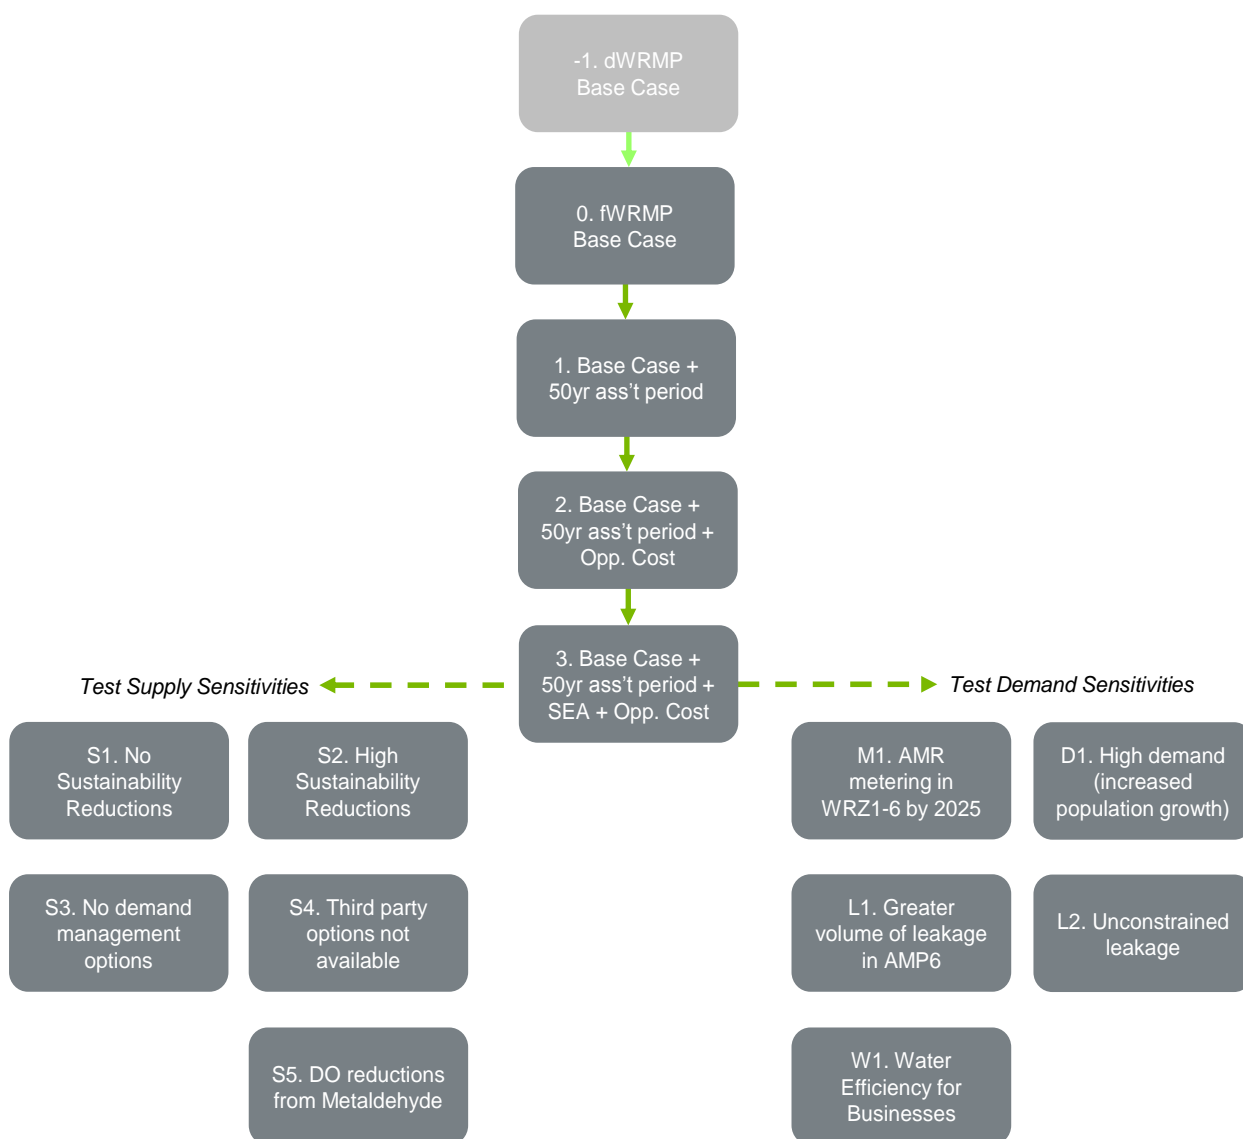 -1. dWRMP
Base Case
0. fWRMP
Base Case
1. Base Case +
50yr ass't period
2. Base Case +
50yr ass't period +
Opp. Cost
3. Base Case +
50yr ass't period +
SEA + Opp. Cost
Test Supply Sensitivities
Test Demand Sensitivities
S1. No
Sustainability
Reductions
S2. High
Sustainability
Reductions
M1. AMR
metering in
WRZ1-6 by 2025
D1. High demand
(increased
population growth)
S3. No demand
management
options
S4. Third party
options not
available
L1. Greater
volume of leakage
in AMP6
L2. Unconstrained
leakage
S5. DO reductions
from Metaldehyde
W1. Water
Efficiency for
Businesses